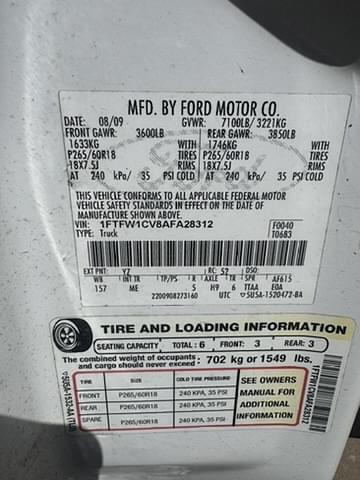 MFD. BY FORD MOTOR CO.
DATE: 08/09 GVWR: 7100LB/ 3221KG
FRONT GAWR: 3600LB REAR GAWR: 3850LB
1633KG WITH 1746KG WITH
P265/60R18 TIRES P265/60R18 TIRES
18X7.5J RIMS 18X7.5J RIMS
AT 240 kPa/ 35 PSI COLD AT 240 kPa/ 35 PSI COLD
THIS VEHICLE CONFORMS TO ALL APPLICABLE FEDERAL MOTOR
VEHICLE SAFETY STANDARDS IN EFFECT ON THE DATE OF
MANUFACTURE SHOWN ABOVE.
VIN: 1FTFW1CV8AFA28312 F0040
TYPE: Truck T0683
EXT PNT: YZ RC: 52 DSO:
WB INT TR TP/PS R AXLE TR SPR AF615
157 ME 5 H9 6 TTAA E0A
2200908273160 UTC 5U5A-1520472-BA
TIRE AND LOADING INFORMATION
SEATING CAPACITY TOTAL: 6 FRONT: 3 REAR: 3
The combined weight of occupants and cargo should never exceed: 702 kg or 1549 lbs.
TIRE SIZE COLD TIRE PRESSURE
FRONT P265/60R18 240 KPA, 35 PSI
REAR P265/60R18 240 KPA, 35 PSI
SPARE P265/60R18 240 KPA, 35 PSI
SEE OWNERS
MANUAL FOR
ADDITIONAL
INFORMATION
1FTFW1CV8AFA28312